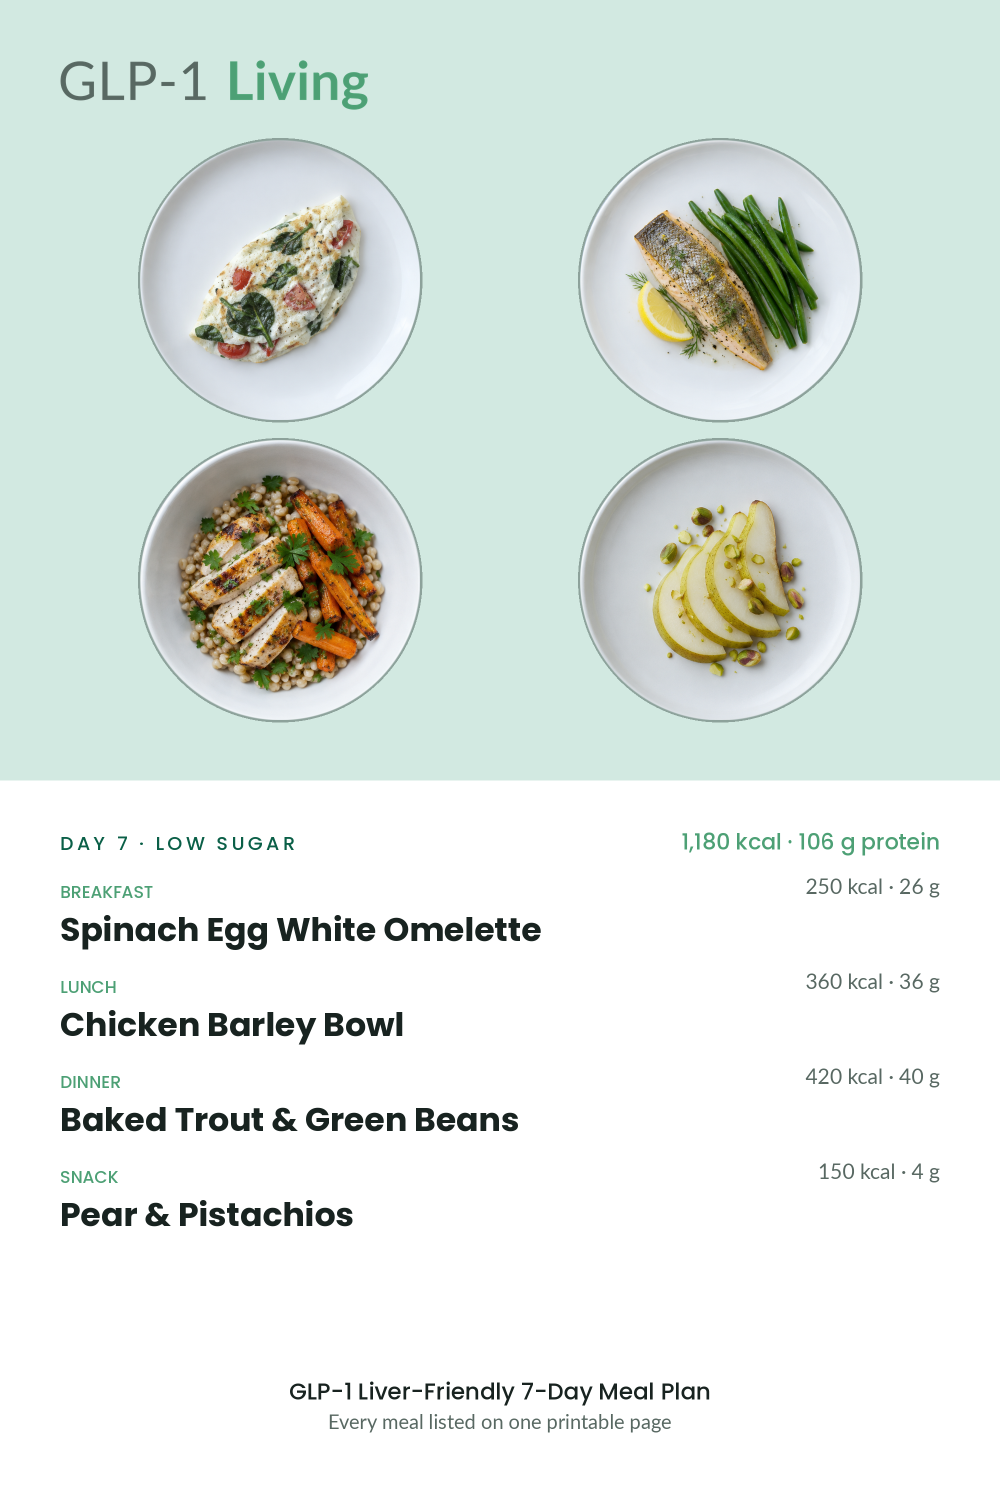 GLP-1 Living
DAY 7 · LOW SUGAR
1,180 kcal · 106 g protein
BREAKFAST
250 kcal · 26 g
Spinach Egg White Omelette
LUNCH
360 kcal · 36 g
Chicken Barley Bowl
DINNER
420 kcal · 40 g
Baked Trout & Green Beans
SNACK
150 kcal · 4 g
Pear & Pistachios
GLP-1 Liver-Friendly 7-Day Meal Plan
Every meal listed on one printable page